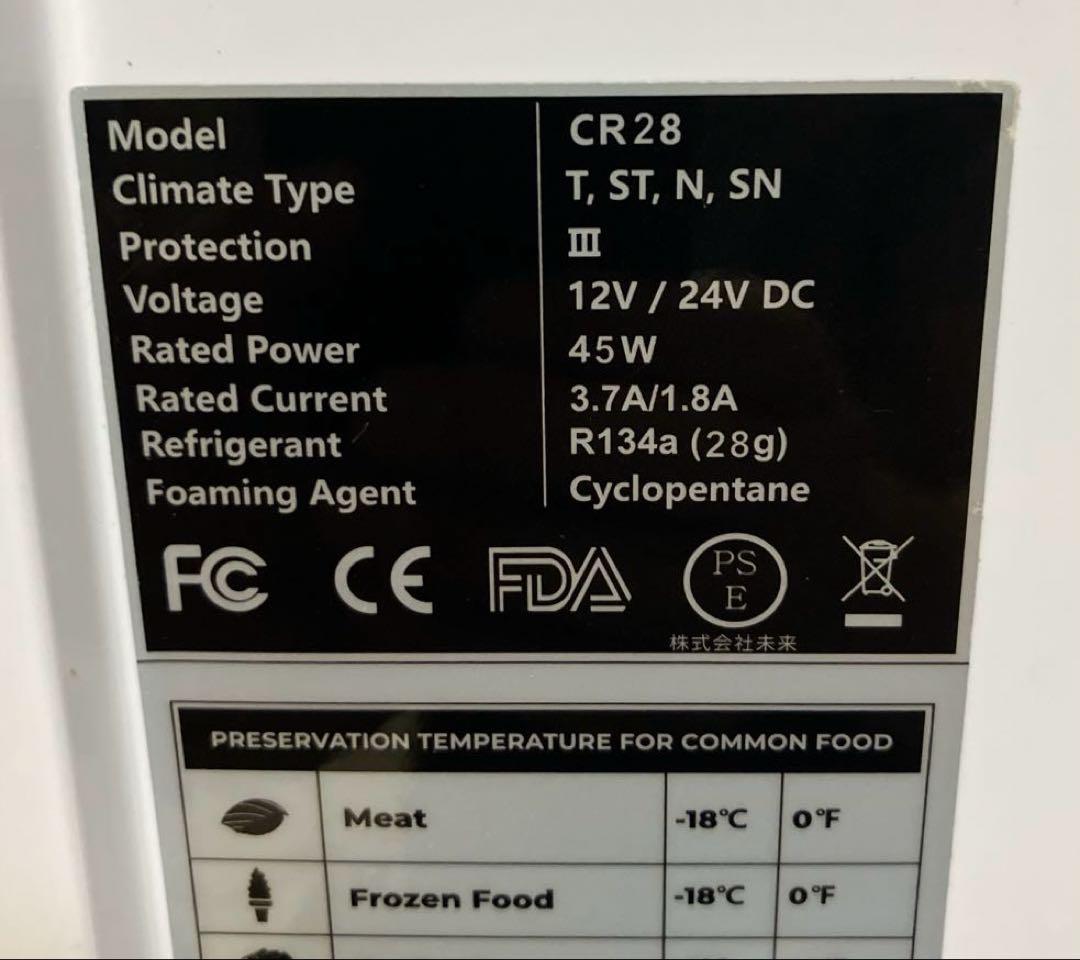 Model CR28
Climate Type T, ST, N, SN
Protection III
Voltage 12V / 24V DC
Rated Power 45W
Rated Current 3.7A/1.8A
Refrigerant R134a (28g)
Foaming Agent Cyclopentane
FC CE FDA PS
E
株式会社未来
PRESERVATION TEMPERATURE FOR COMMON FOOD
Meat -18°C 0°F
Frozen Food -18°C 0°F